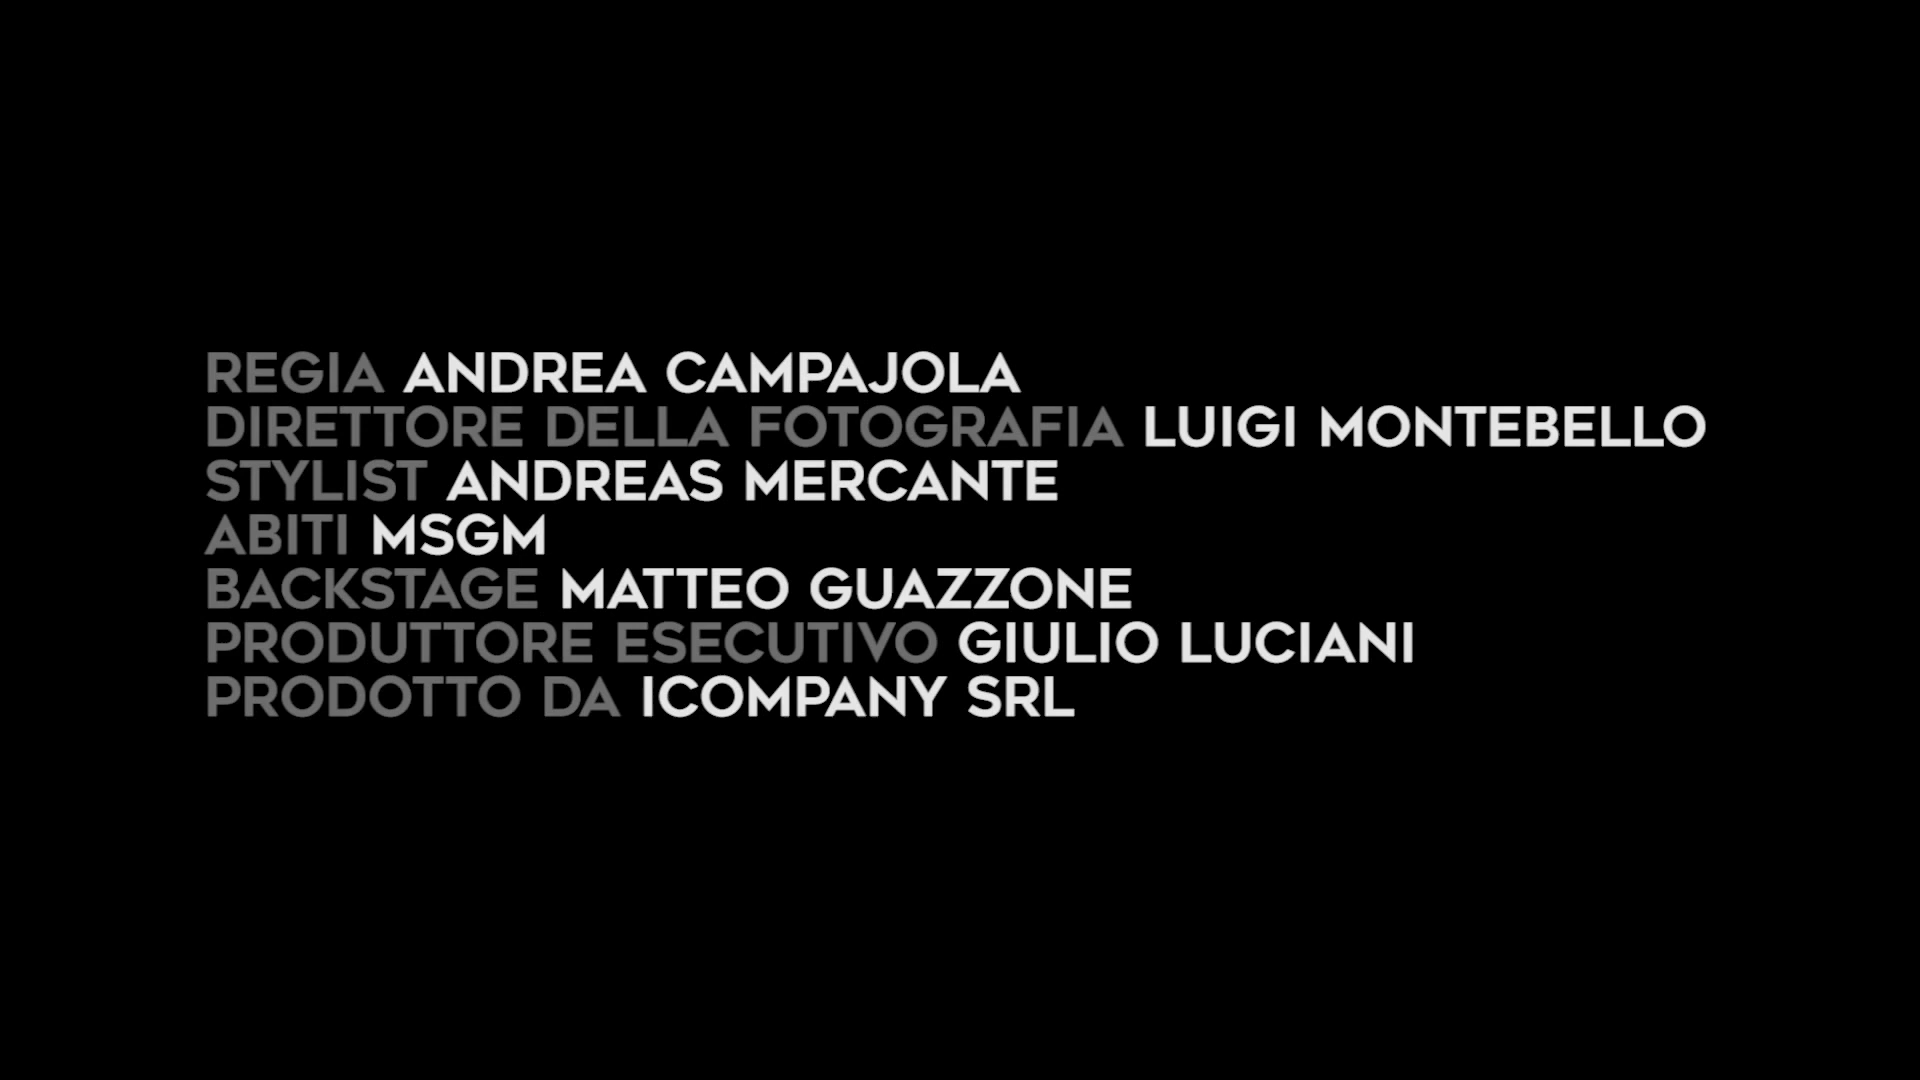 REGIA ANDREA CAMPAJOLA
DIRETTORE DELLA FOTOGRAFIA LUIGI MONTEBELLO
STYLIST ANDREAS MERCANTE
ABITI MSGM
BACKSTAGE MATTEO GUAZZONE
PRODUTTORE ESECUTIVO GIULIO LUCIANI
PRODOTTO DA ICOMPANY SRL